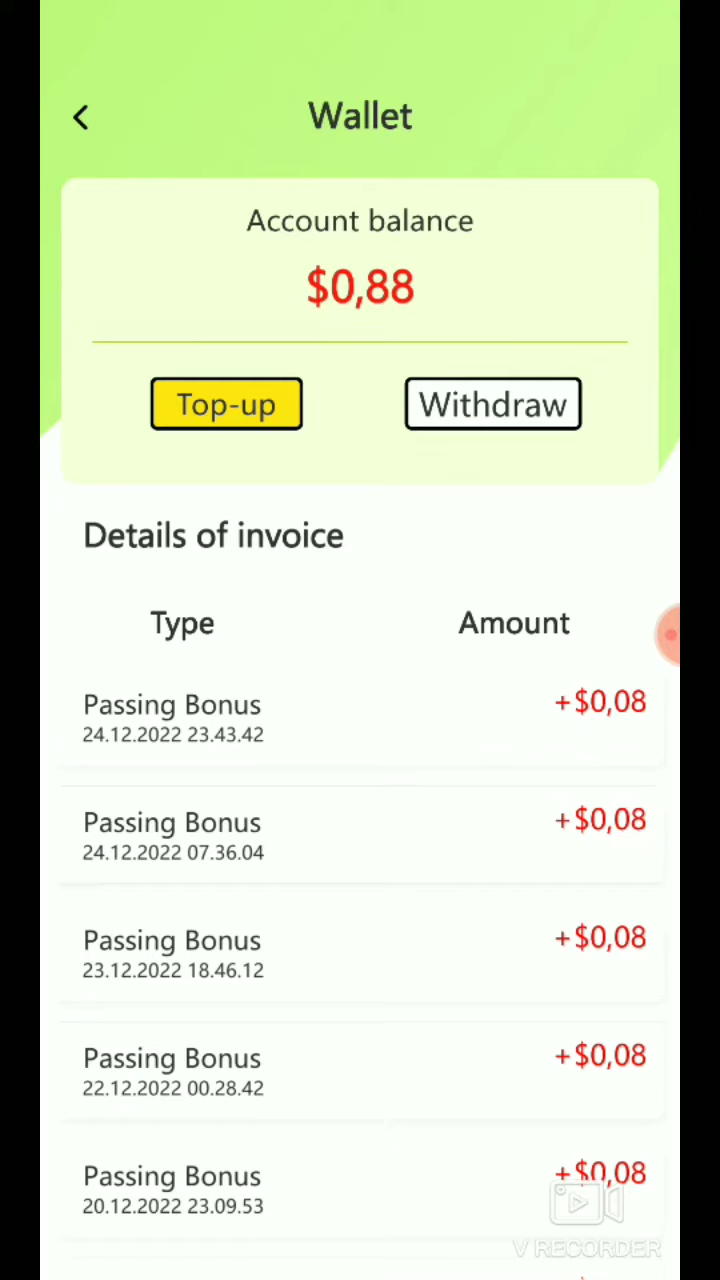 Wallet
Account balance
$0,88
Top-up
Withdraw
Details of invoice
Type
Amount
Passing Bonus
+$0,08
24.12.2022 23.43.42
Passing Bonus
+$0,08
24.12.2022 07.36.04
Passing Bonus
+$0,08
23.12.2022 18.46.12
Passing Bonus
+$0,08
22.12.2022 00.28.42
Passing Bonus
+$0,08
20.12.2022 23.09.53
V RECORDER